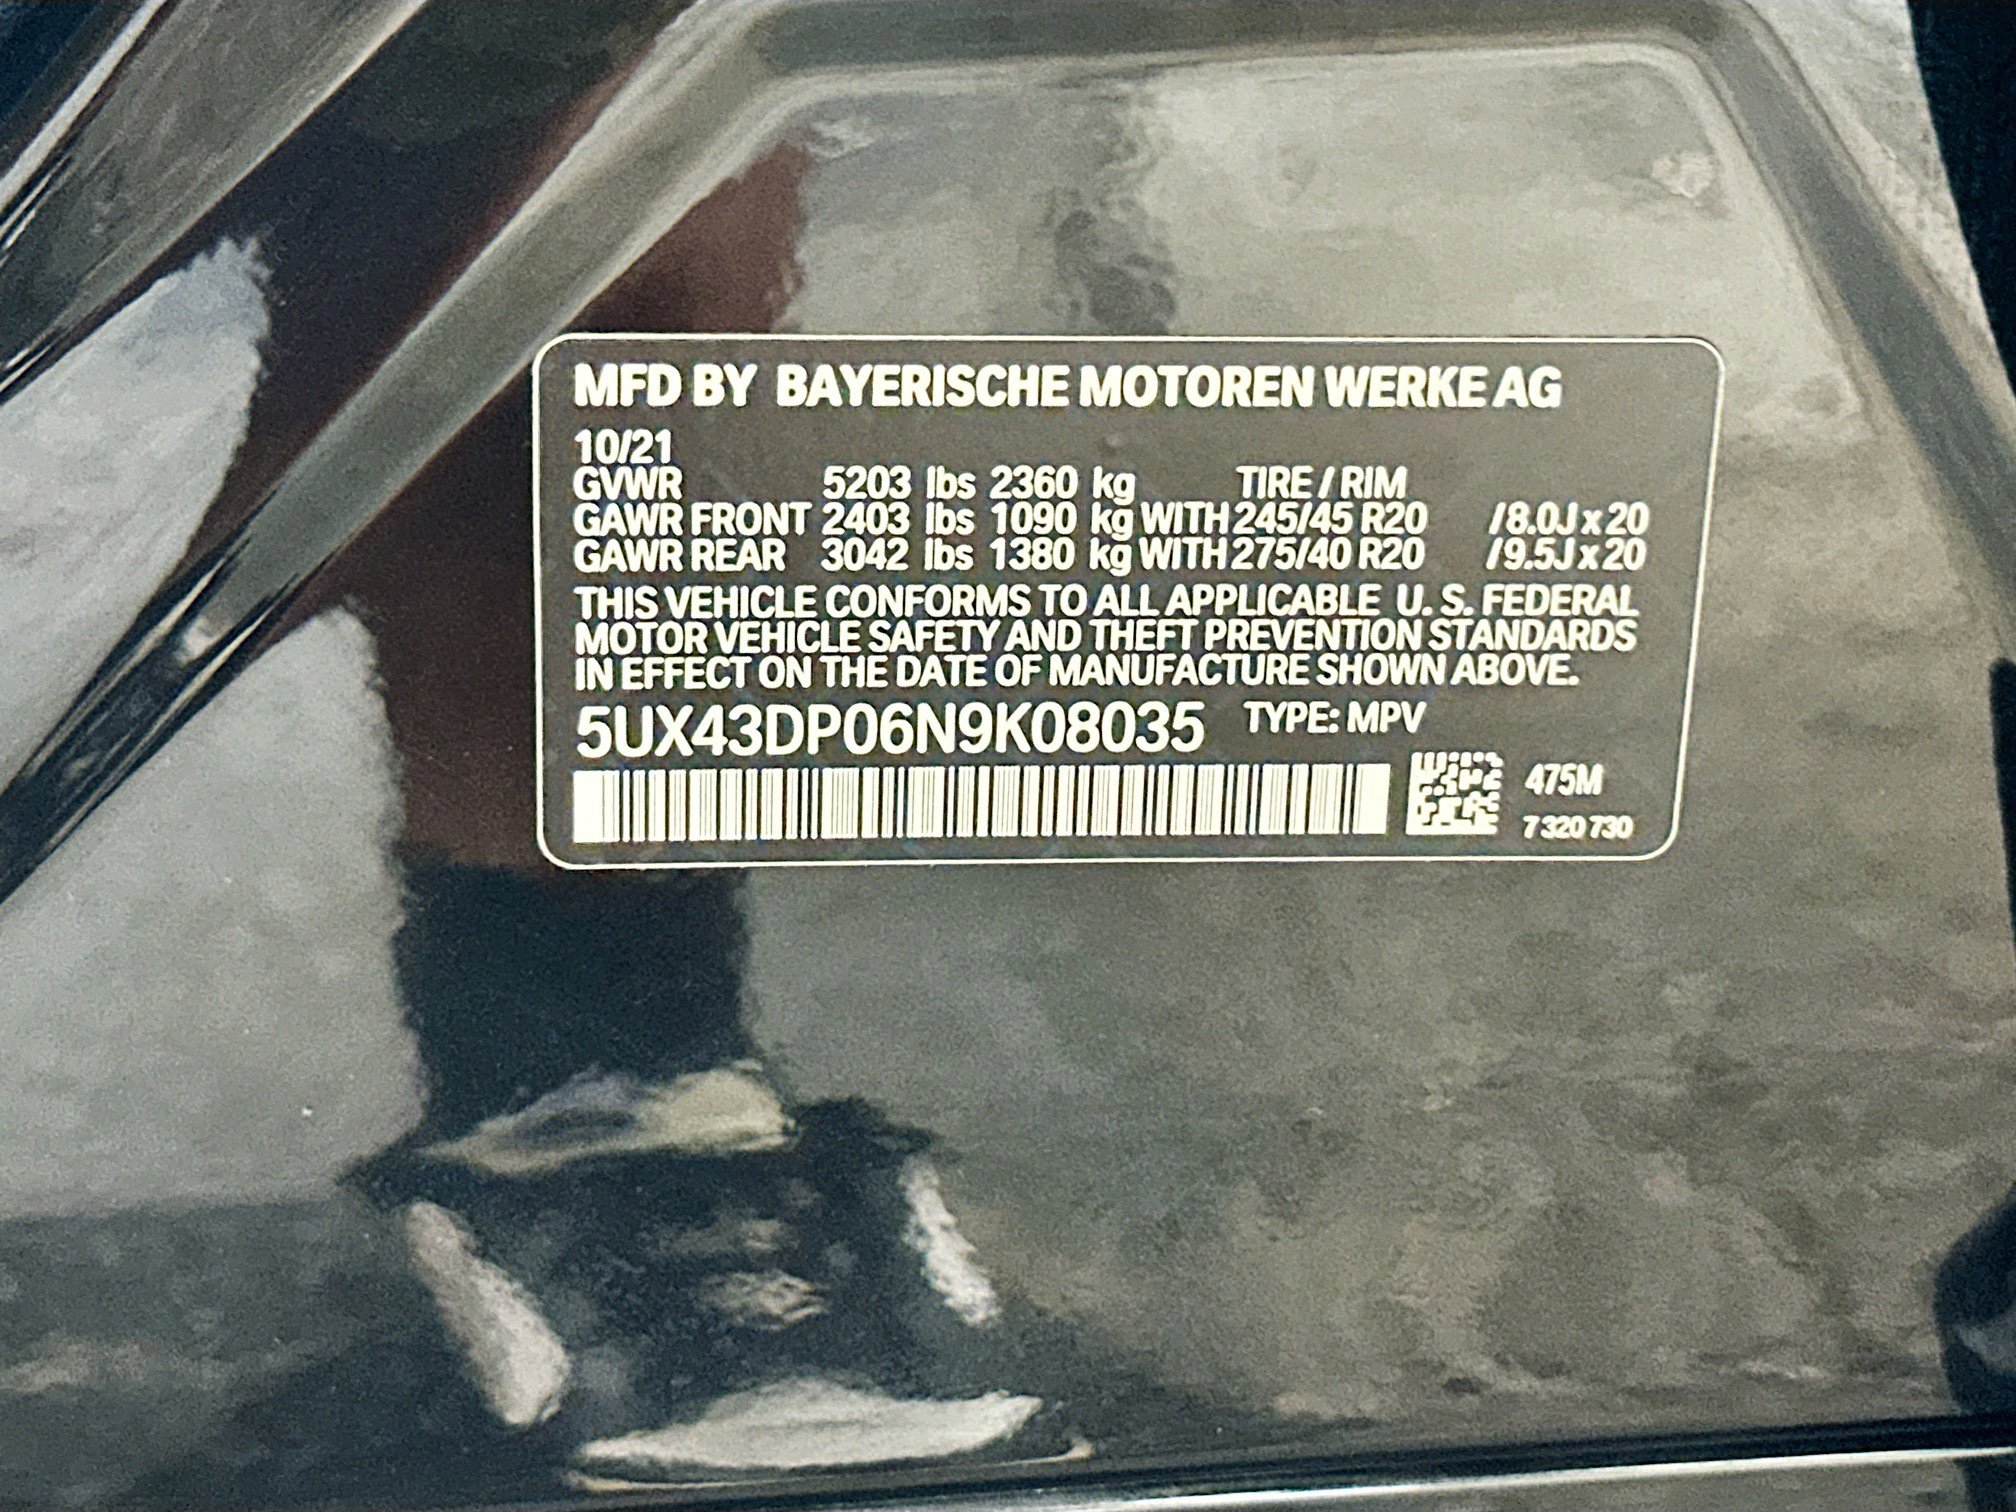 MFD BY BAYERISCHE MOTOREN WERKE AG
10/21
GVWR 5203 lbs 2360 kg TIRE / RIM
GAWR FRONT 2403 lbs 1090 kg WITH 245/45 R20 /8.0J x 20
GAWR REAR 3042 lbs 1380 kg WITH 275/40 R20 /9.5J x 20
THIS VEHICLE CONFORMS TO ALL APPLICABLE U. S. FEDERAL
MOTOR VEHICLE SAFETY AND THEFT PREVENTION STANDARDS
IN EFFECT ON THE DATE OF MANUFACTURE SHOWN ABOVE.
5UX43DP06N9K08035 TYPE: MPV
475M
7 320 730